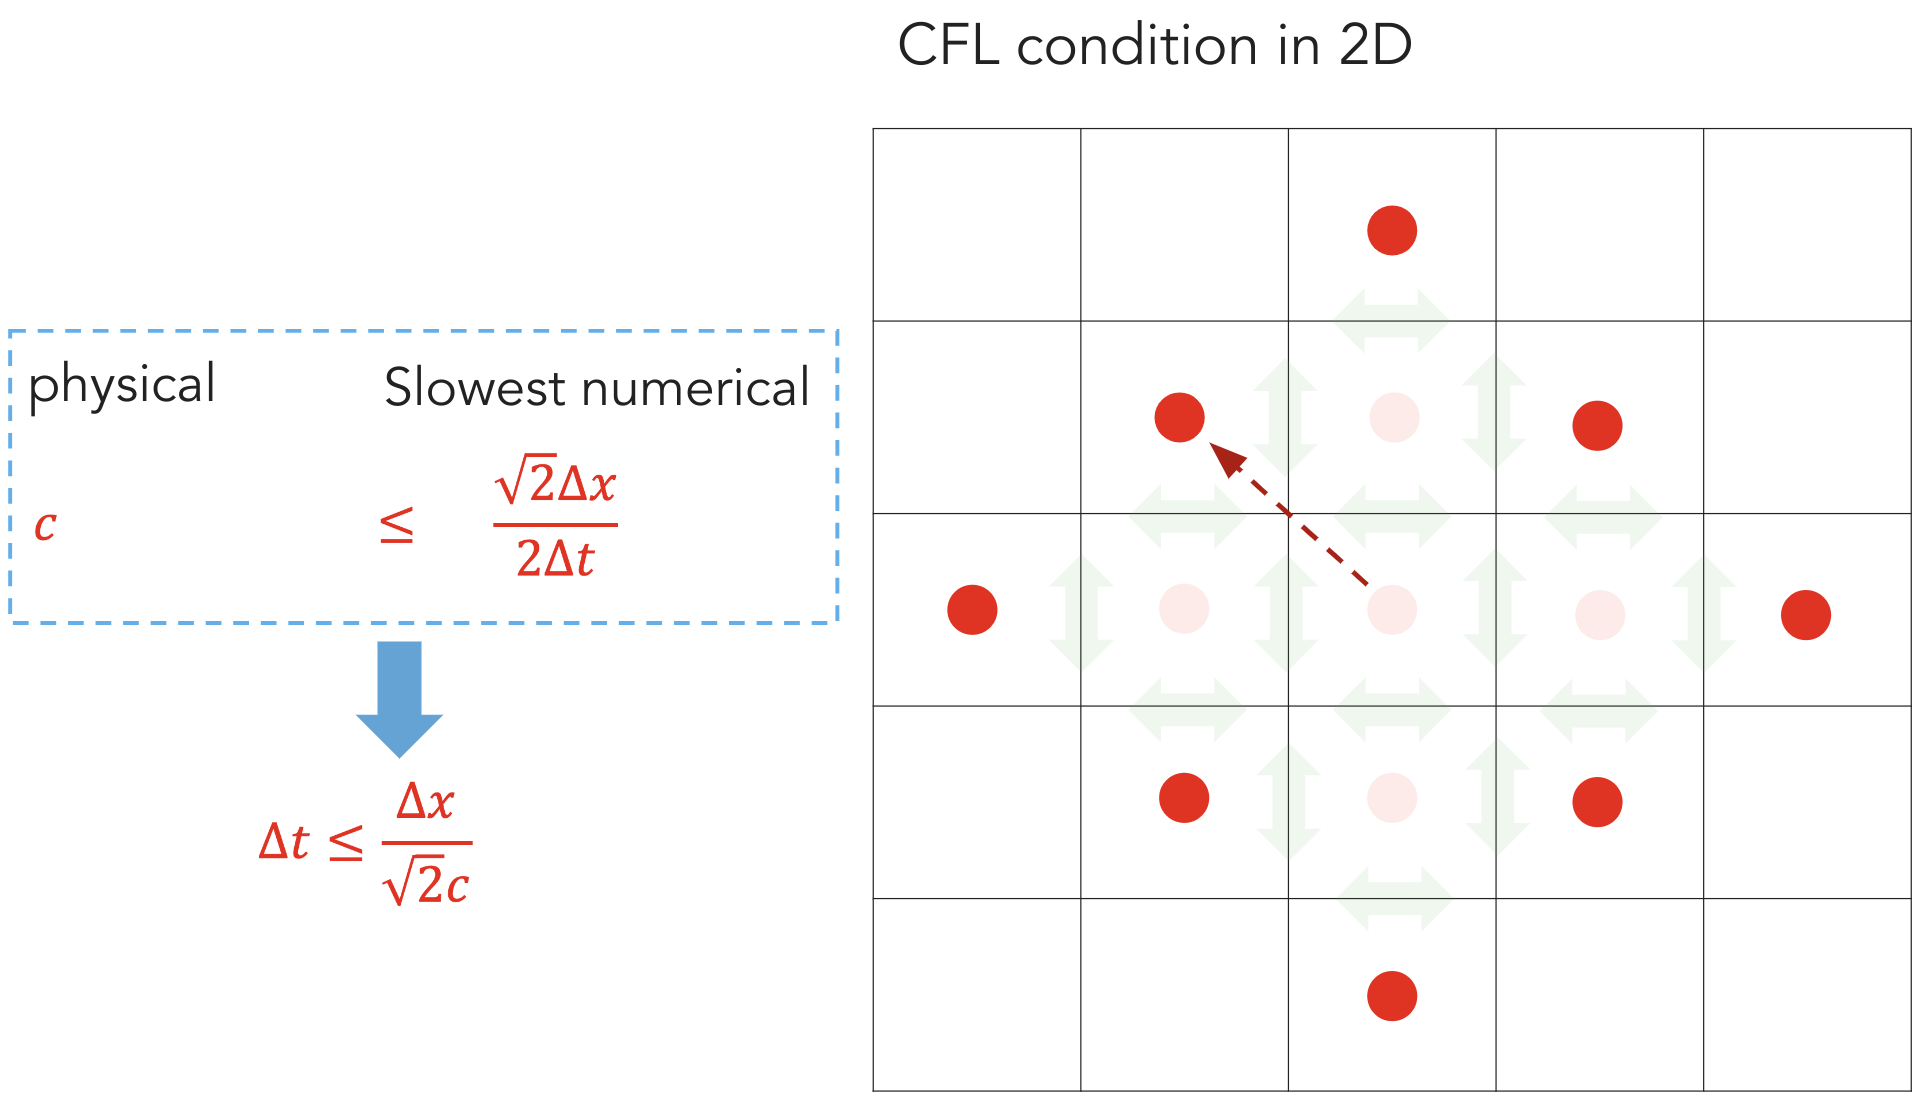 CFL condition in 2D
physical Slowest numerical
c ≤ √2Δx / 2Δt
Δt ≤ Δx / √2c